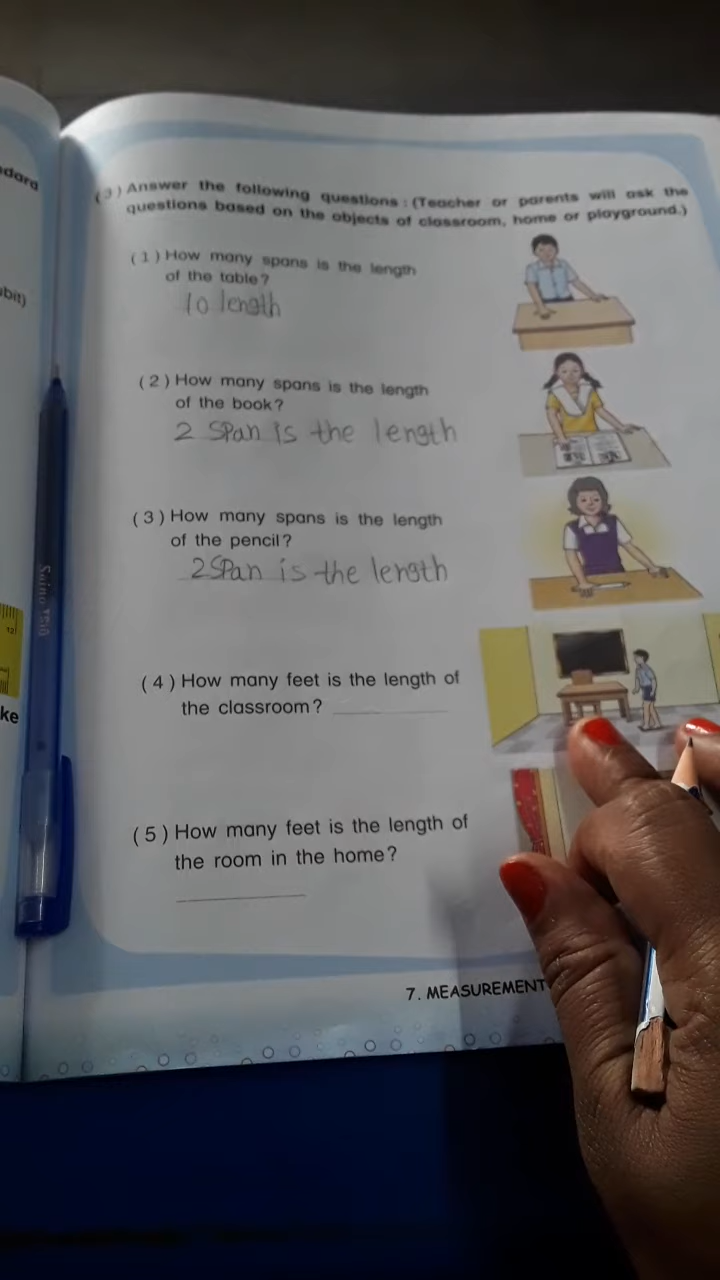 dard
(3) Answer the following questions : (Teacher or parents will ask the
questions based on the objects of classroom, home or playground.)
(1) How many spans is the length
of the table?
10 length
bit)
(2) How many spans is the length
of the book?
2 span is the length
(3) How many spans is the length
of the pencil?
2 span is the length
(4) How many feet is the length of
the classroom?
ke
(5) How many feet is the length of
the room in the home?
7. MEASUREMENT